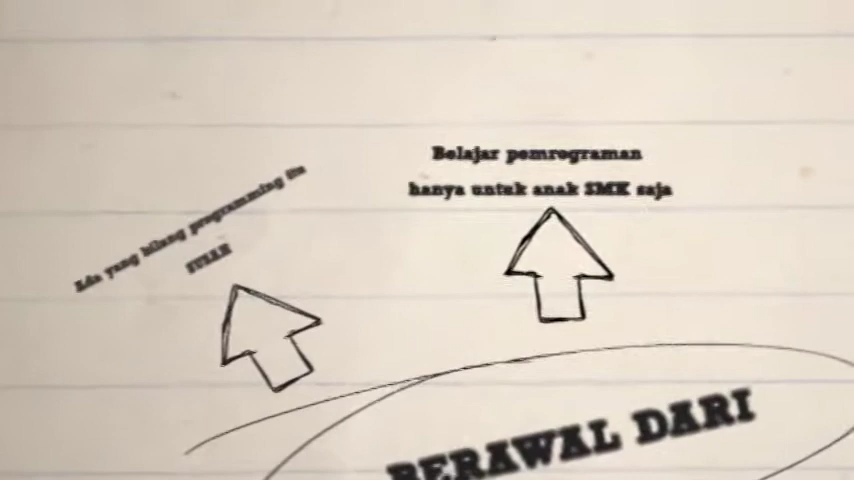 Ada yang bilang programming itu
SUSAH
Belajar pemrograman
hanya untuk anak SMK saja
BERAWAL DARI